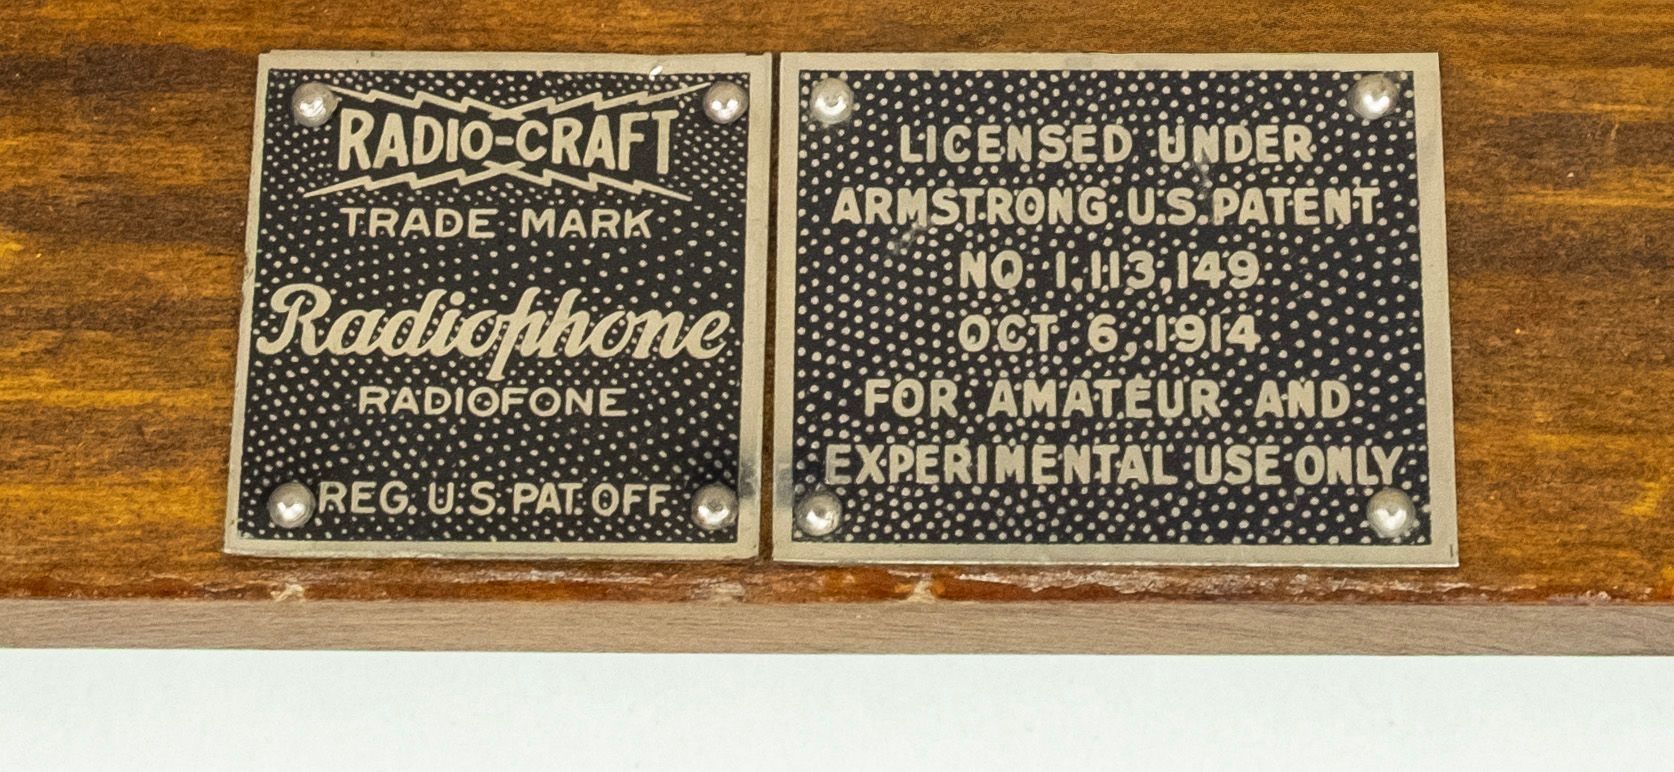 RADIO-CRAFT
TRADE MARK
Radiophone
RADIOFONE
REG. U.S. PAT. OFF.
LICENSED UNDER
ARMSTRONG U.S. PATENT
NO. 1,113,149
OCT. 6, 1914
FOR AMATEUR AND
EXPERIMENTAL USE ONLY